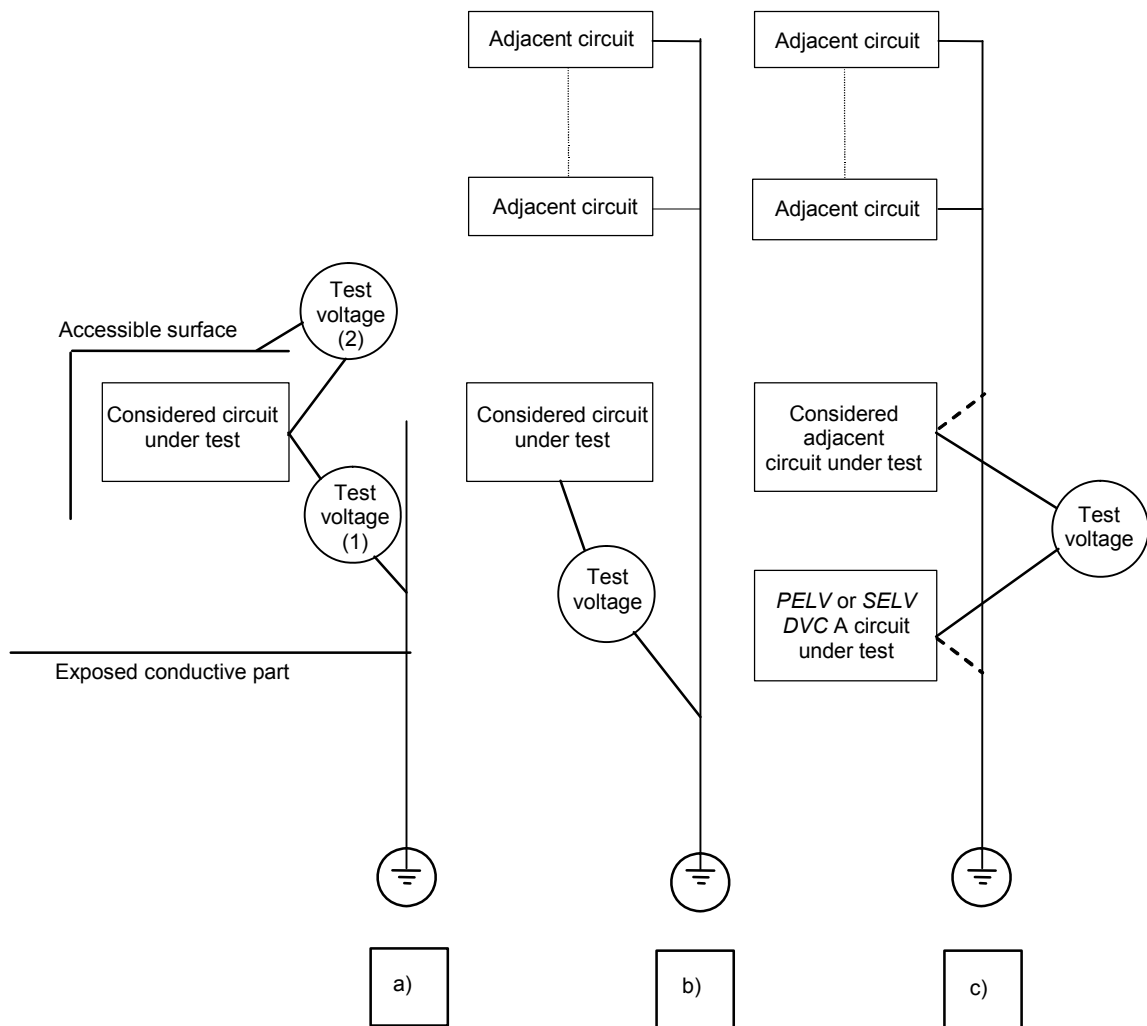 Adjacent circuit
Adjacent circuit
Adjacent circuit
Adjacent circuit
Test
voltage
(2)
Accessible surface
Considered circuit
under test
Test
voltage
(1)
Exposed conductive part
Considered circuit
under test
Test
voltage
Considered
adjacent
circuit under test
Test
voltage
PELV or SELV
DVC A circuit
under test
a)
b)
c)